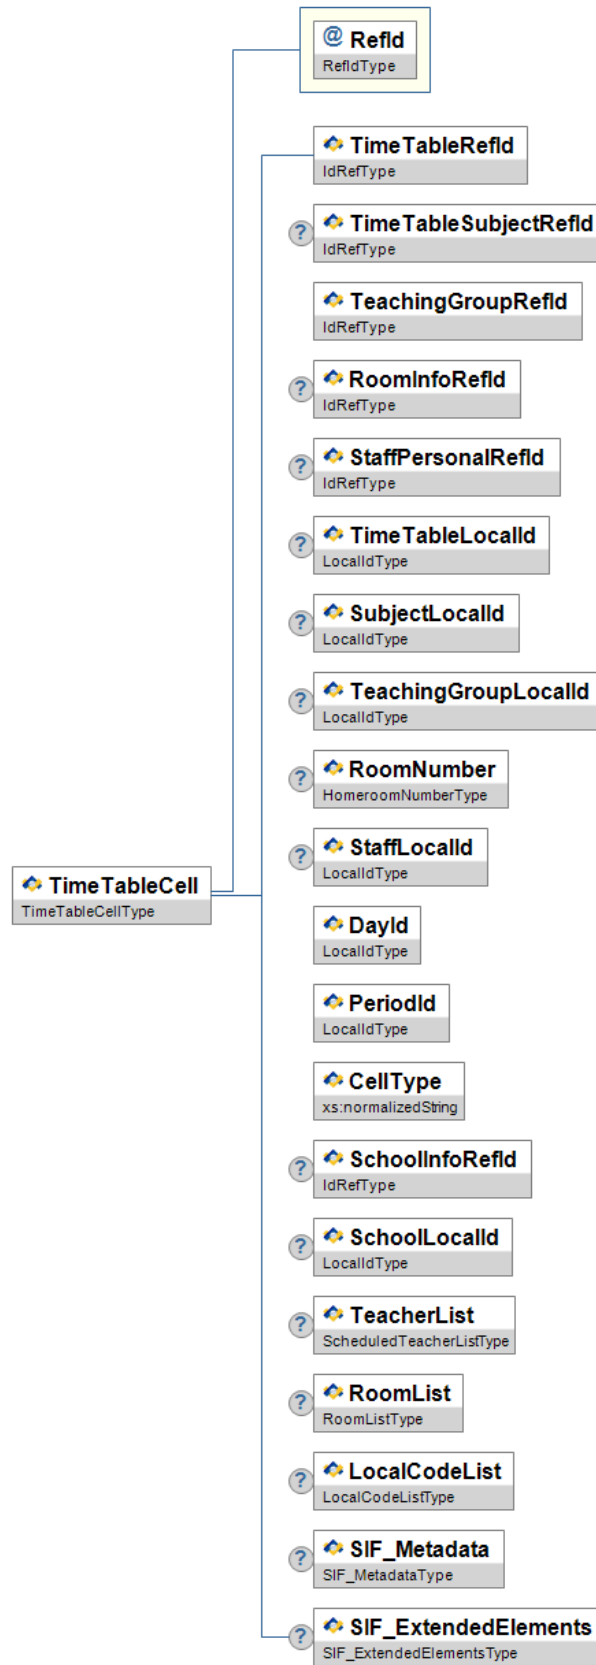 @ RefId
RefIdType
TimeTableRefId
IdRefType
? TimeTableSubjectRefId
IdRefType
TeachingGroupRefId
IdRefType
? RoomInfoRefId
IdRefType
? StaffPersonalRefId
IdRefType
? TimeTableLocalId
LocalIdType
? SubjectLocalId
LocalIdType
? TeachingGroupLocalId
LocalIdType
? RoomNumber
HomeroomNumberType
? StaffLocalId
LocalIdType
TimeTableCell
TimeTableCellType
DayId
LocalIdType
PeriodId
LocalIdType
CellType
xs:normalizedString
? SchoolInfoRefId
IdRefType
? SchoolLocalId
LocalIdType
? TeacherList
ScheduledTeacherListType
? RoomList
RoomListType
? LocalCodeList
LocalCodeListType
? SIF_Metadata
SIF_MetadataType
? SIF_ExtendedElements
SIF_ExtendedElementsType